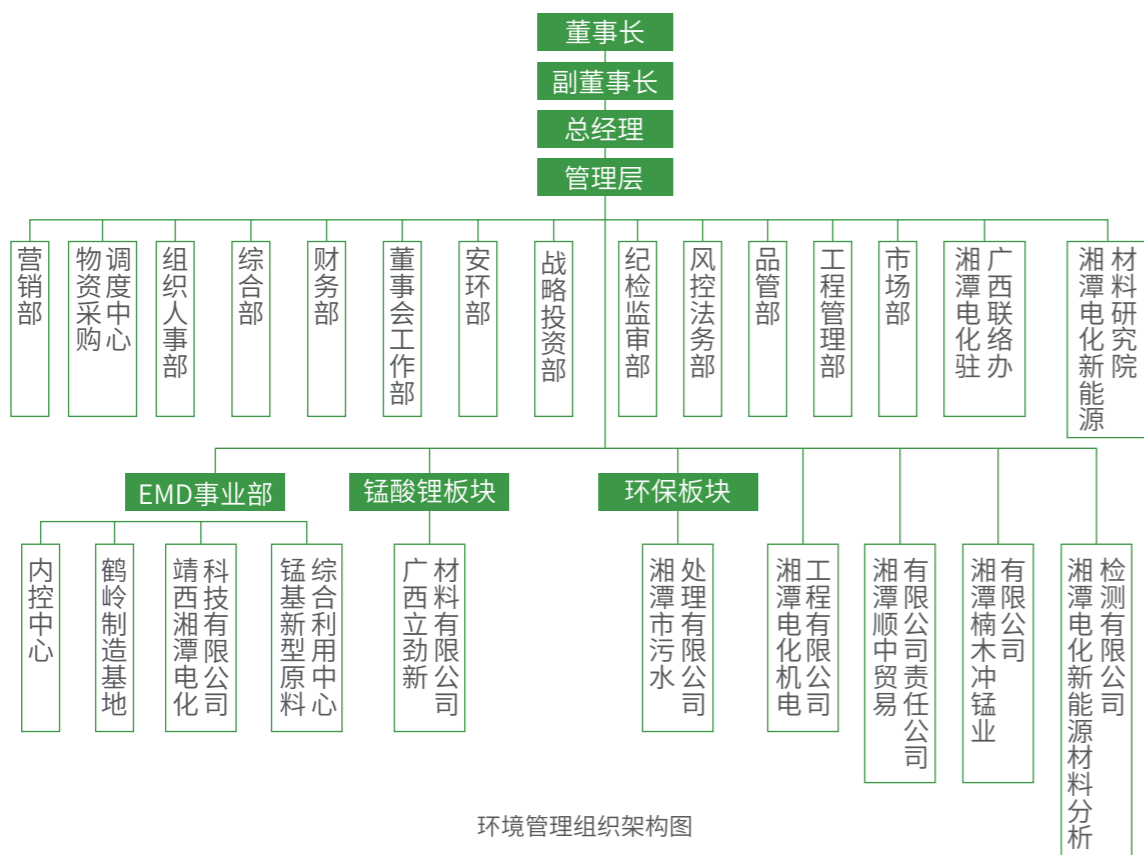 董事长
副董事长
总经理
管理层
营销部
物资采购
调度中心
组织人事部
综合部
财务部
董事会工作部
安环部
战略投资部
纪检监审部
风控法务部
品管部
工程管理部
市场部
湘潭电化驻
广西联络办
湘潭电化新能源
材料研究院
EMD事业部
锰酸锂板块
环保板块
内控中心
鹤岭制造基地
靖西湘潭电化
科技有限公司
锰基新型原料
综合利用中心
广西立劲新
材料有限公司
湘潭市污水
处理有限公司
湘潭电化机电
工程有限公司
湘潭顺中贸易
有限公司责任公司
湘潭楠木冲锰业
有限公司
湘潭电化新能源材料分析
检测有限公司
环境管理组织架构图